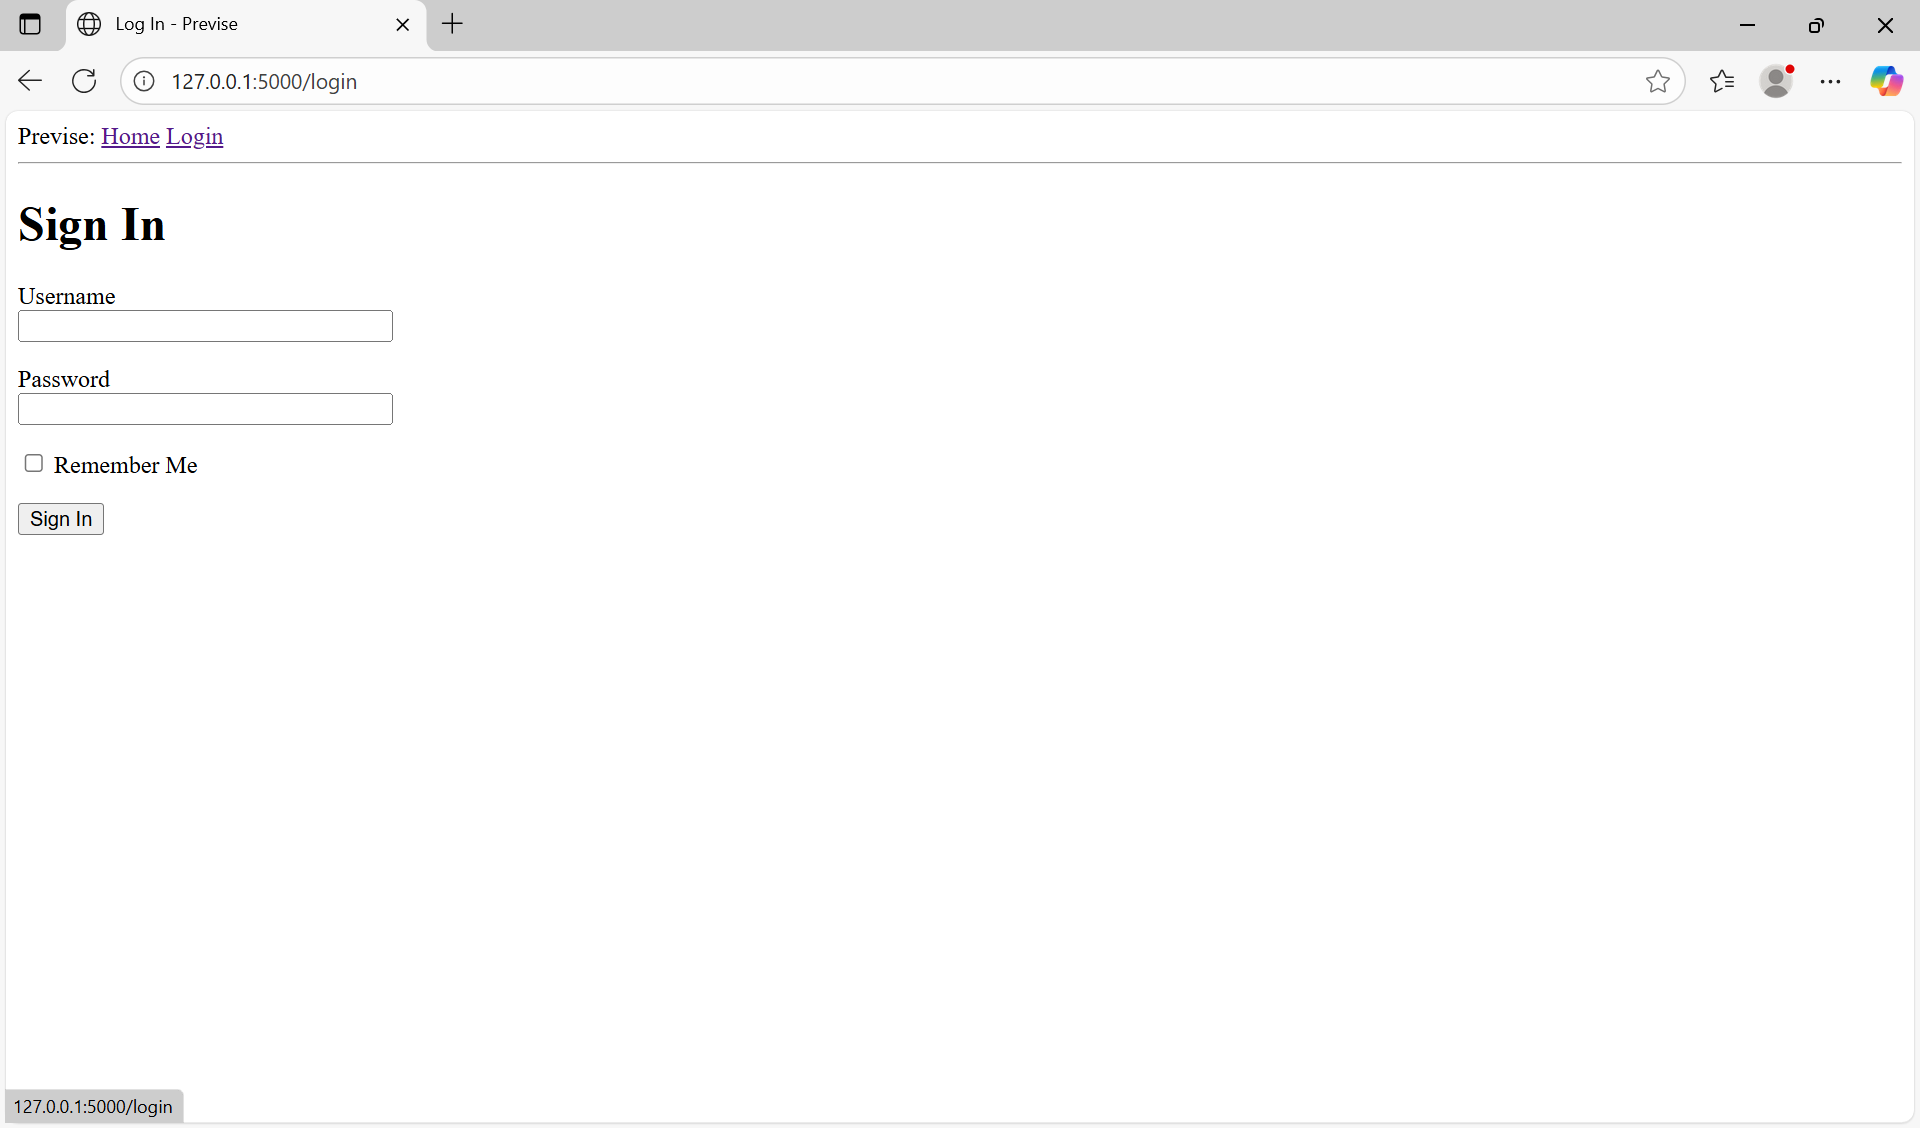 Log In - Previse
127.0.0.1:5000/login
Previse: Home Login
Sign In
Username
Password
Remember Me
Sign In
127.0.0.1:5000/login